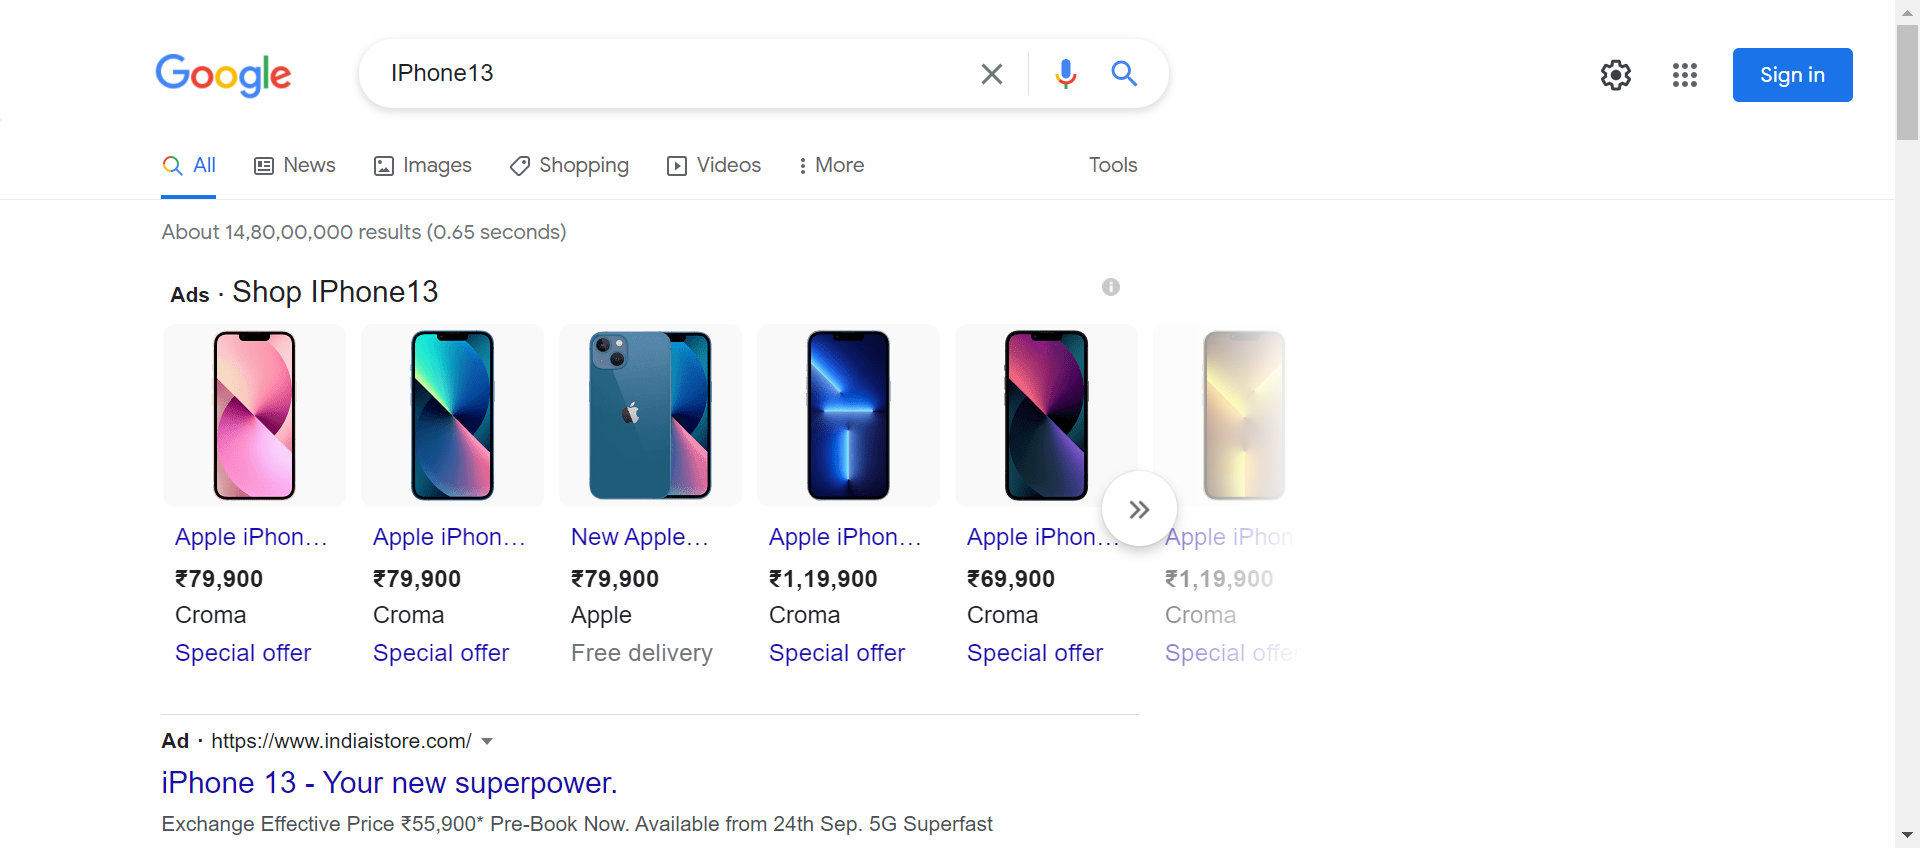 Google
IPhone13
Sign in
All News Images Shopping Videos More Tools
About 14,80,00,000 results (0.65 seconds)
Ads · Shop IPhone13
Apple iPhon... Apple iPhon... New Apple... Apple iPhon... Apple iPhon... Apple iPhon
₹79,900 ₹79,900 ₹79,900 ₹1,19,900 ₹69,900 ₹1,19,900
Croma Croma Apple Croma Croma Croma
Special offer Special offer Free delivery Special offer Special offer Special offer
Ad · https://www.indiaistore.com/
iPhone 13 - Your new superpower.
Exchange Effective Price ₹55,900* Pre-Book Now. Available from 24th Sep. 5G Superfast